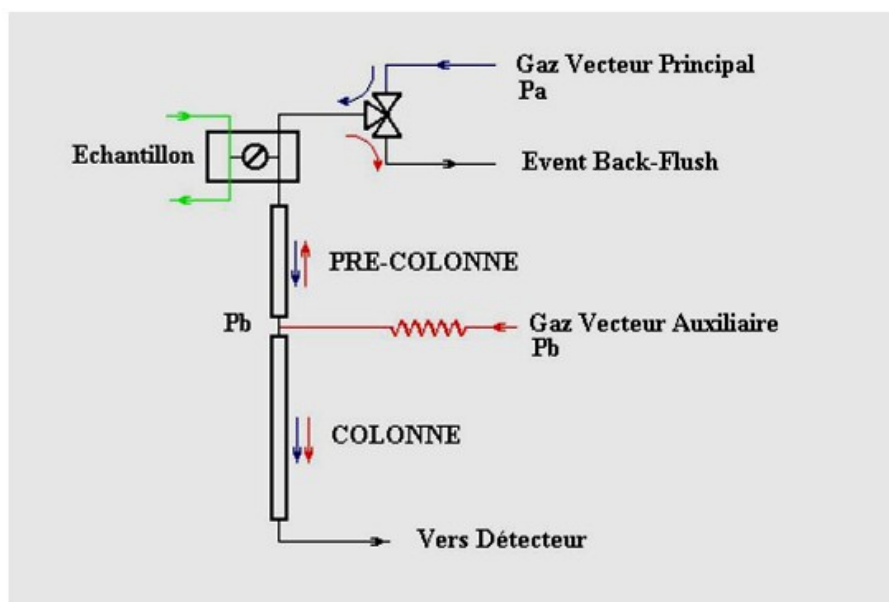 Gaz Vecteur Principal
Pa
Echantillon
Event Back-Flush
PRE-COLONNE
Pb
Gaz Vecteur Auxiliaire
Pb
COLONNE
Vers Détecteur